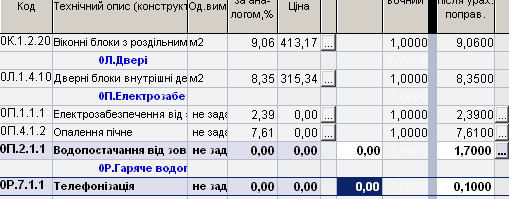 Код Технічний опис (конструкт Од.вим за ана-логом,% Ціна вочний після урах. поправ.
0К.1.2.20 Віконні блоки з роздільним м2 9,06 413,17 ... 1,0000 9,0600
0Л.Двері
0Л.1.4.10 Дверні блоки внутрішні де м2 8,35 315,34 ... 1,0000 8,3500
0П.Електрозабе
0П.1.1.1 Електрозабезпечення від з не зада 2,39 0,00 ... 1,0000 2,3900 ...
0П.4.1.2 Опалення пічне не зада 7,61 0,00 ... 1,0000 7,6100 ...
0П.2.1.1 Водопостачання від зов не зад 0,00 0,00 0,00 1,7000 ...
0Р.Гаряче водог
0Р.7.1.1 Телефонізація не зад 0,00 0,00 0,00 0,1000